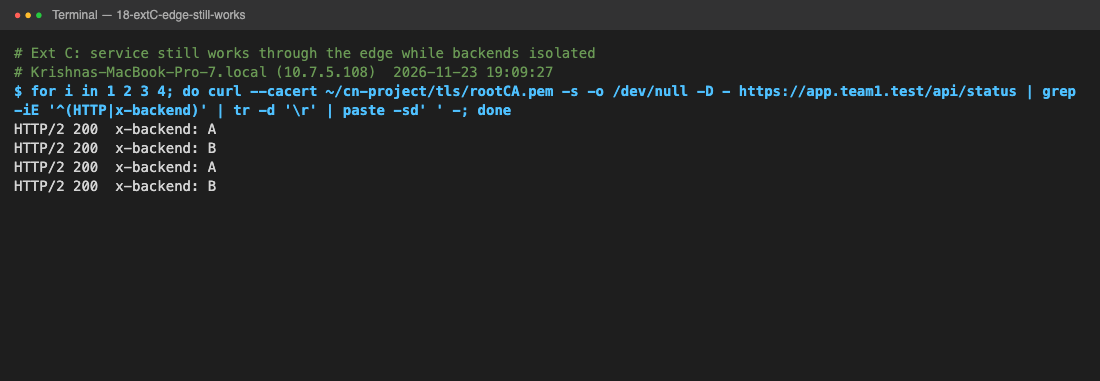 Terminal — 18-extC-edge-still-works
# Ext C: service still works through the edge while backends isolated
# Krishnas-MacBook-Pro-7.local (10.7.5.108)  2026-11-23 19:09:27
$ for i in 1 2 3 4; do curl --cacert ~/cn-project/tls/rootCA.pem -s -o /dev/null -D - https://app.team1.test/api/status | grep
-iE '^(HTTP|x-backend)' | tr -d '\r' | paste -sd' ' -; done
HTTP/2 200  x-backend: A
HTTP/2 200  x-backend: B
HTTP/2 200  x-backend: A
HTTP/2 200  x-backend: B